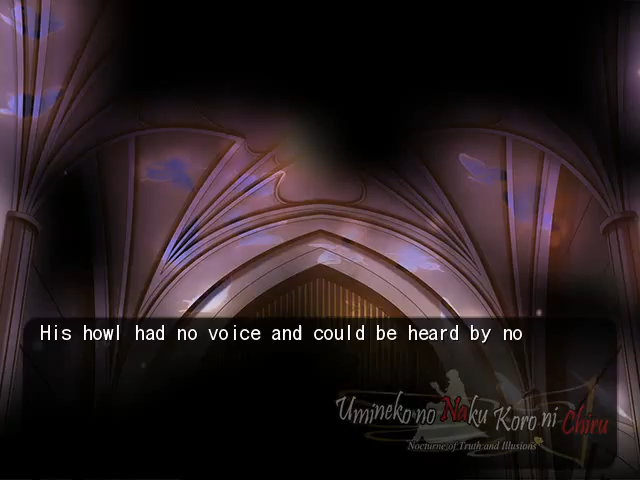 His howl had no voice and could be heard by no
Umineko no Naku Koro ni Chiru
Nocturne of Truth and Illusions